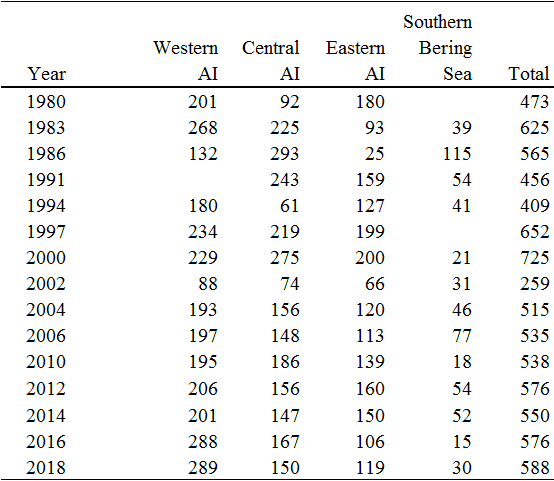 Southern
Western Central Eastern Bering
Year AI AI AI Sea Total
1980 201 92 180 473
1983 268 225 93 39 625
1986 132 293 25 115 565
1991 243 159 54 456
1994 180 61 127 41 409
1997 234 219 199 652
2000 229 275 200 21 725
2002 88 74 66 31 259
2004 193 156 120 46 515
2006 197 148 113 77 535
2010 195 186 139 18 538
2012 206 156 160 54 576
2014 201 147 150 52 550
2016 288 167 106 15 576
2018 289 150 119 30 588